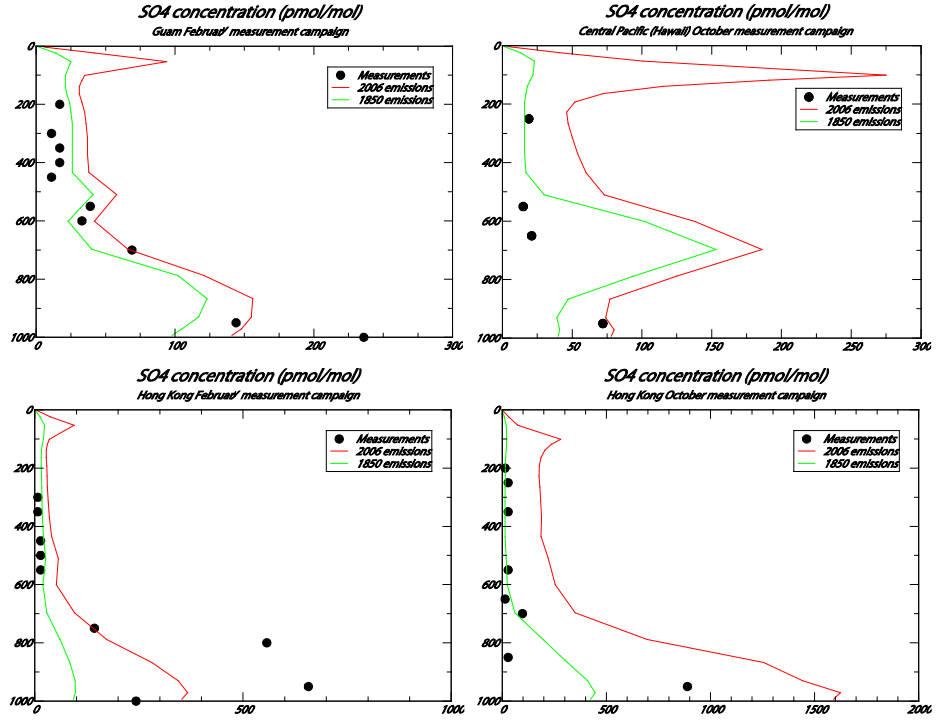 SO4 concentration (pmol/mol)
Guam February measurement campaign
0
200
400
600
800
1000
0
100
200
300
Measurements
2006 emissions
1850 emissions
SO4 concentration (pmol/mol)
Central Pacific (Hawaii) October measurement campaign
0
200
400
600
800
1000
0
50
100
150
200
250
300
Measurements
2006 emissions
1850 emissions
SO4 concentration (pmol/mol)
Hong Kong February measurement campaign
0
200
400
600
800
1000
0
500
1000
Measurements
2006 emissions
1850 emissions
SO4 concentration (pmol/mol)
Hong Kong October measurement campaign
0
200
400
600
800
1000
0
500
1000
1500
2000
Measurements
2006 emissions
1850 emissions